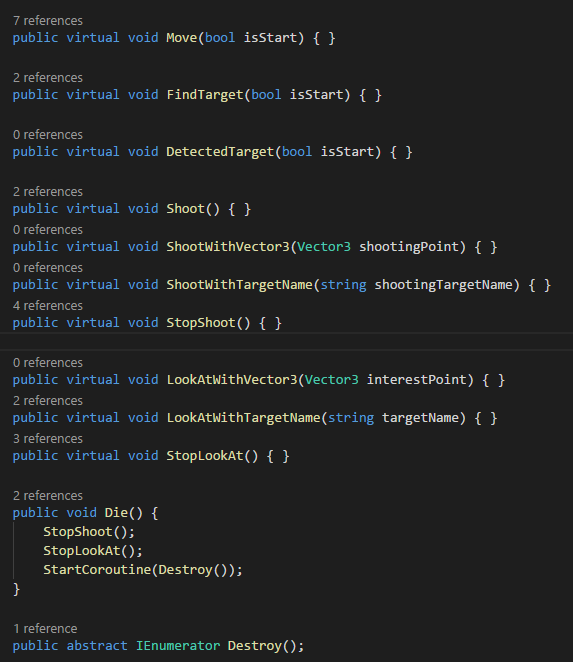 7 references
public virtual void Move(bool isStart) { }
2 references
public virtual void FindTarget(bool isStart) { }
0 references
public virtual void DetectedTarget(bool isStart) { }
2 references
public virtual void Shoot() { }
0 references
public virtual void ShootWithVector3(Vector3 shootingPoint) { }
0 references
public virtual void ShootWithTargetName(string shootingTargetName) { }
4 references
public virtual void StopShoot() { }
0 references
public virtual void LookAtWithVector3(Vector3 interestPoint) { }
2 references
public virtual void LookAtWithTargetName(string targetName) { }
3 references
public virtual void StopLookAt() { }
2 references
public void Die() {
StopShoot();
StopLookAt();
StartCoroutine(Destroy());
}
1 reference
public abstract IEnumerator Destroy();